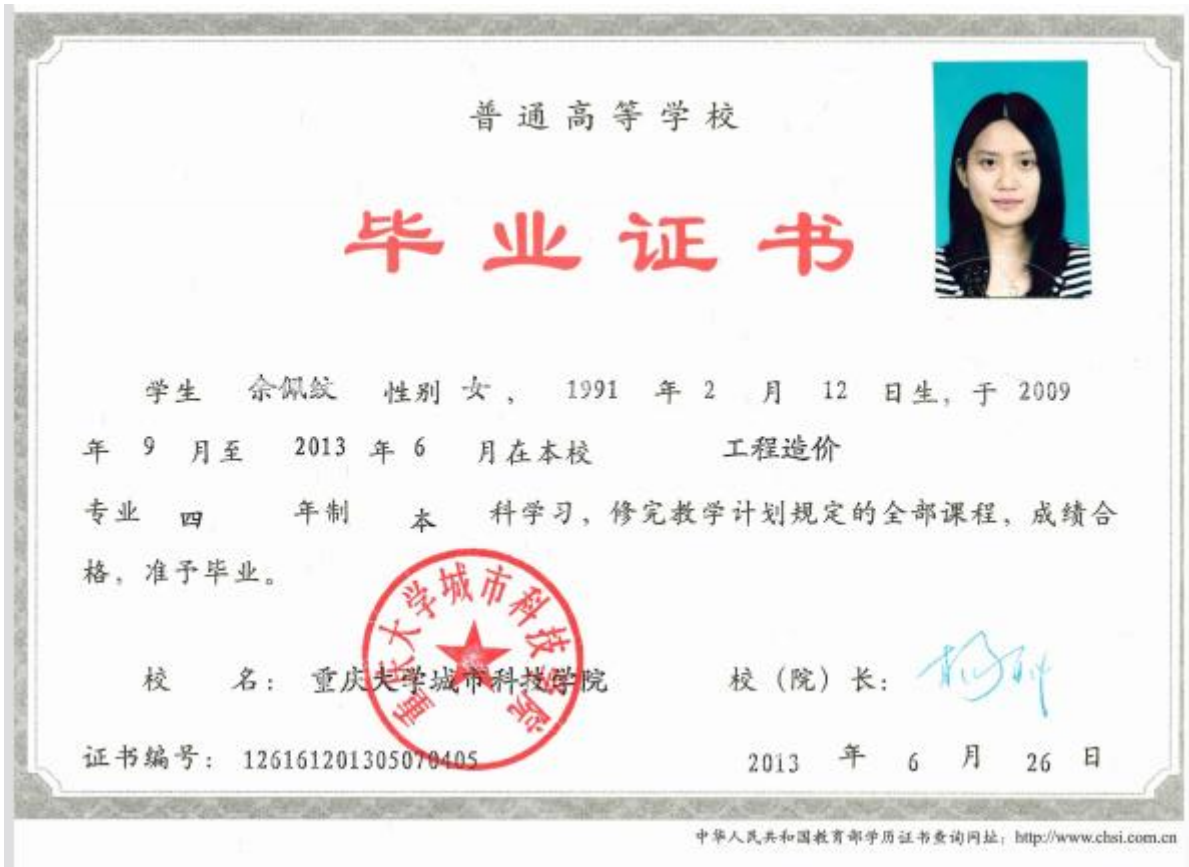 普通高等学校
毕业证书
学生 佘佩纹 性别 女, 1991 年 2 月 12 日生, 于 2009
年 9 月至 2013 年 6 月在本校 工程造价
专业 四 年制 本 科学习, 修完教学计划规定的全部课程, 成绩合
格, 准予毕业。
重庆大学城市科技学院
校 名: 重庆大学城市科技学院 校(院)长:
证书编号: 126161201305070405 2013 年 6 月 26 日
中华人民共和国教育部学历证书查询网址: http://www.chsi.com.cn